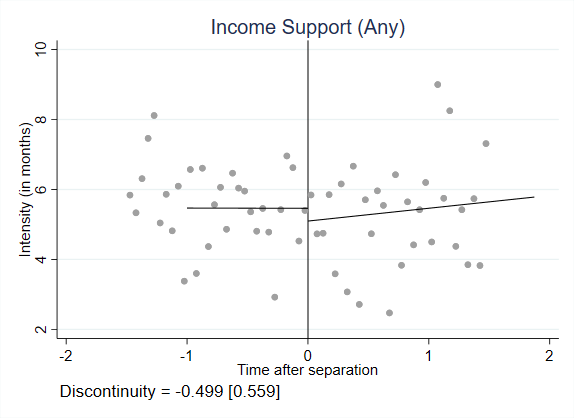 Income Support (Any)
Intensity (in months)
10
8
6
4
2
-2
-1
0
1
2
Time after separation
Discontinuity = -0.499 [0.559]